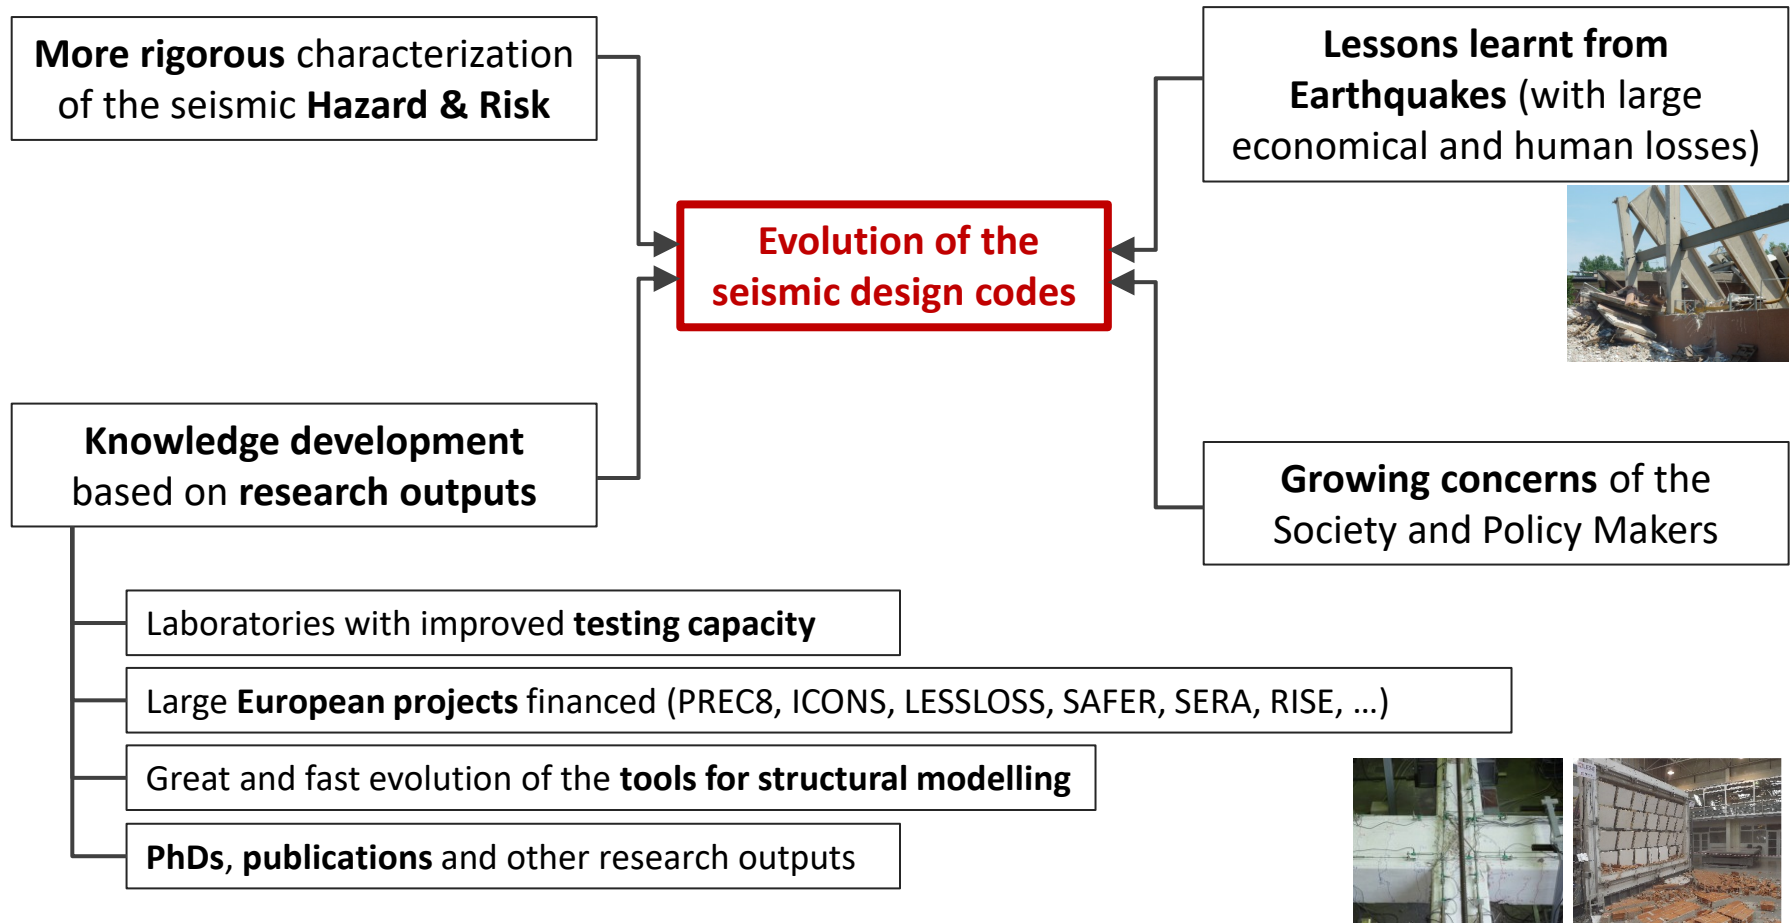 More rigorous characterization
of the seismic Hazard & Risk
Lessons learnt from
Earthquakes (with large
economical and human losses)
Evolution of the
seismic design codes
Knowledge development
based on research outputs
Growing concerns of the
Society and Policy Makers
Laboratories with improved testing capacity
Large European projects financed (PREC8, ICONS, LESSLOSS, SAFER, SERA, RISE, ...)
Great and fast evolution of the tools for structural modelling
PhDs, publications and other research outputs